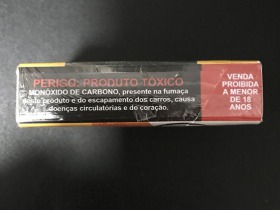 PERIGO: PRODUTO TÓXICO
MONÓXIDO DE CARBONO, presente na fumaça
deste produto e do escapamento dos carros, causa
doenças circulatórias e do coração.
VENDA
PROIBIDA
A MENOR
DE 18
ANOS